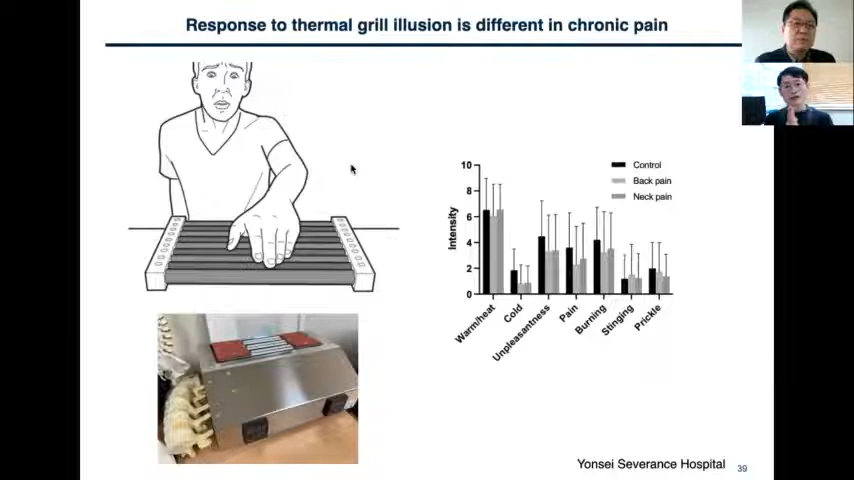 Response to thermal grill illusion is different in chronic pain
10
8
6
4
2
0
Intensity
Control
Back pain
Neck pain
Warm/heat
Cold
Unpleasantness
Pain
Burning
Stinging
Prickle
Yonsei Severance Hospital
39